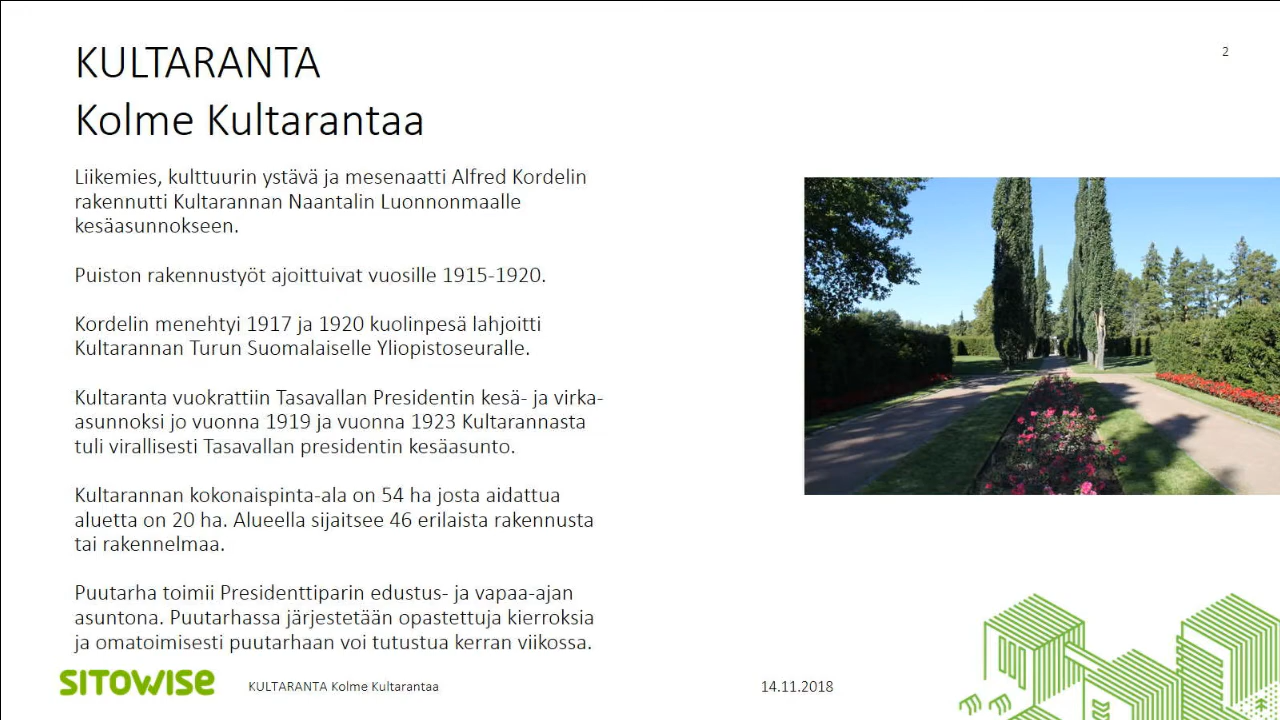 KULTARANTA
Kolme Kultarantaa
2
Liikemies, kulttuurin ystävä ja mesenaatti Alfred Kordelin
rakennutti Kultarannan Naantalin Luonnonmaalle
kesäasunnokseen.
Puiston rakennustyöt ajoittuivat vuosille 1915-1920.
Kordelin menehtyi 1917 ja 1920 kuolinpesä lahjoitti
Kultarannan Turun Suomalaiselle Yliopistoseuralle.
Kultaranta vuokrattiin Tasavallan Presidentin kesä- ja virka-
asunnoksi jo vuonna 1919 ja vuonna 1923 Kultarannasta
tuli virallisesti Tasavallan presidentin kesäasunto.
Kultarannan kokonaispinta-ala on 54 ha josta aidattua
aluetta on 20 ha. Alueella sijaitsee 46 erilaista rakennusta
tai rakennelmaa.
Puutarha toimii Presidenttiparin edustus- ja vapaa-ajan
asuntona. Puutarhassa järjestetään opastettuja kierroksia
ja omatoimisesti puutarhaan voi tutustua kerran viikossa.
SITOWISE
KULTARANTA Kolme Kultarantaa
14.11.2018